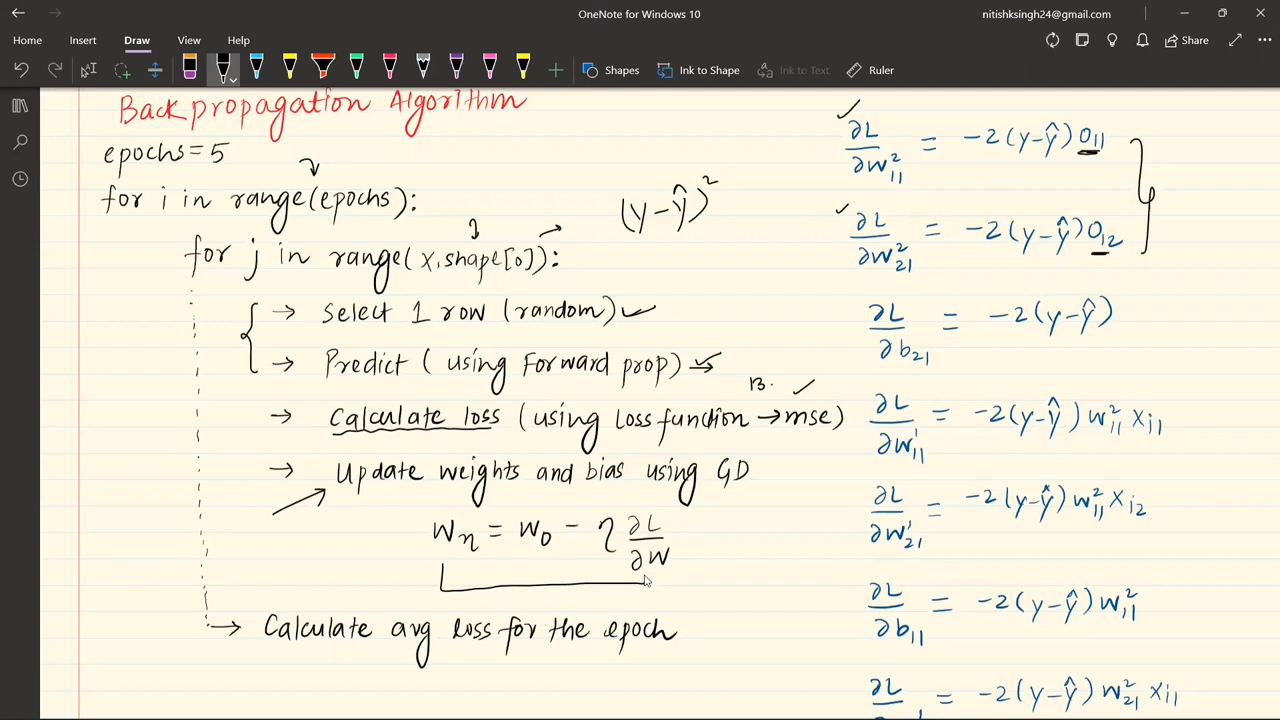 OneNote for Windows 10
nitishksingh24@gmail.com
Home Insert Draw View Help
Share
Shapes Ink to Shape Ink to Text Ruler
Backpropagation Algorithm
epochs=5
for i in range(epochs):
(y-ŷ)²
for j in range(X.shape[0]):
→ Select 1 row (random) ✓
→ Predict (using forward prop) ✓
B. ✓
→ Calculate loss (using loss function → mse)
→ Update weights and bias using GD
Wn = W0 - η ∂L/∂W
→ Calculate avg loss for the epoch
✓ ∂L/∂W²11 = -2(y-ŷ)O11
✓ ∂L/∂W²21 = -2(y-ŷ)O12
∂L/∂b21 = -2(y-ŷ)
∂L/∂W¹11 = -2(y-ŷ) W²11 Xi1
∂L/∂W¹21 = -2(y-ŷ) W²11 Xi2
∂L/∂b11 = -2(y-ŷ) W²11
∂L = -2(y-ŷ) W²21 Xi1